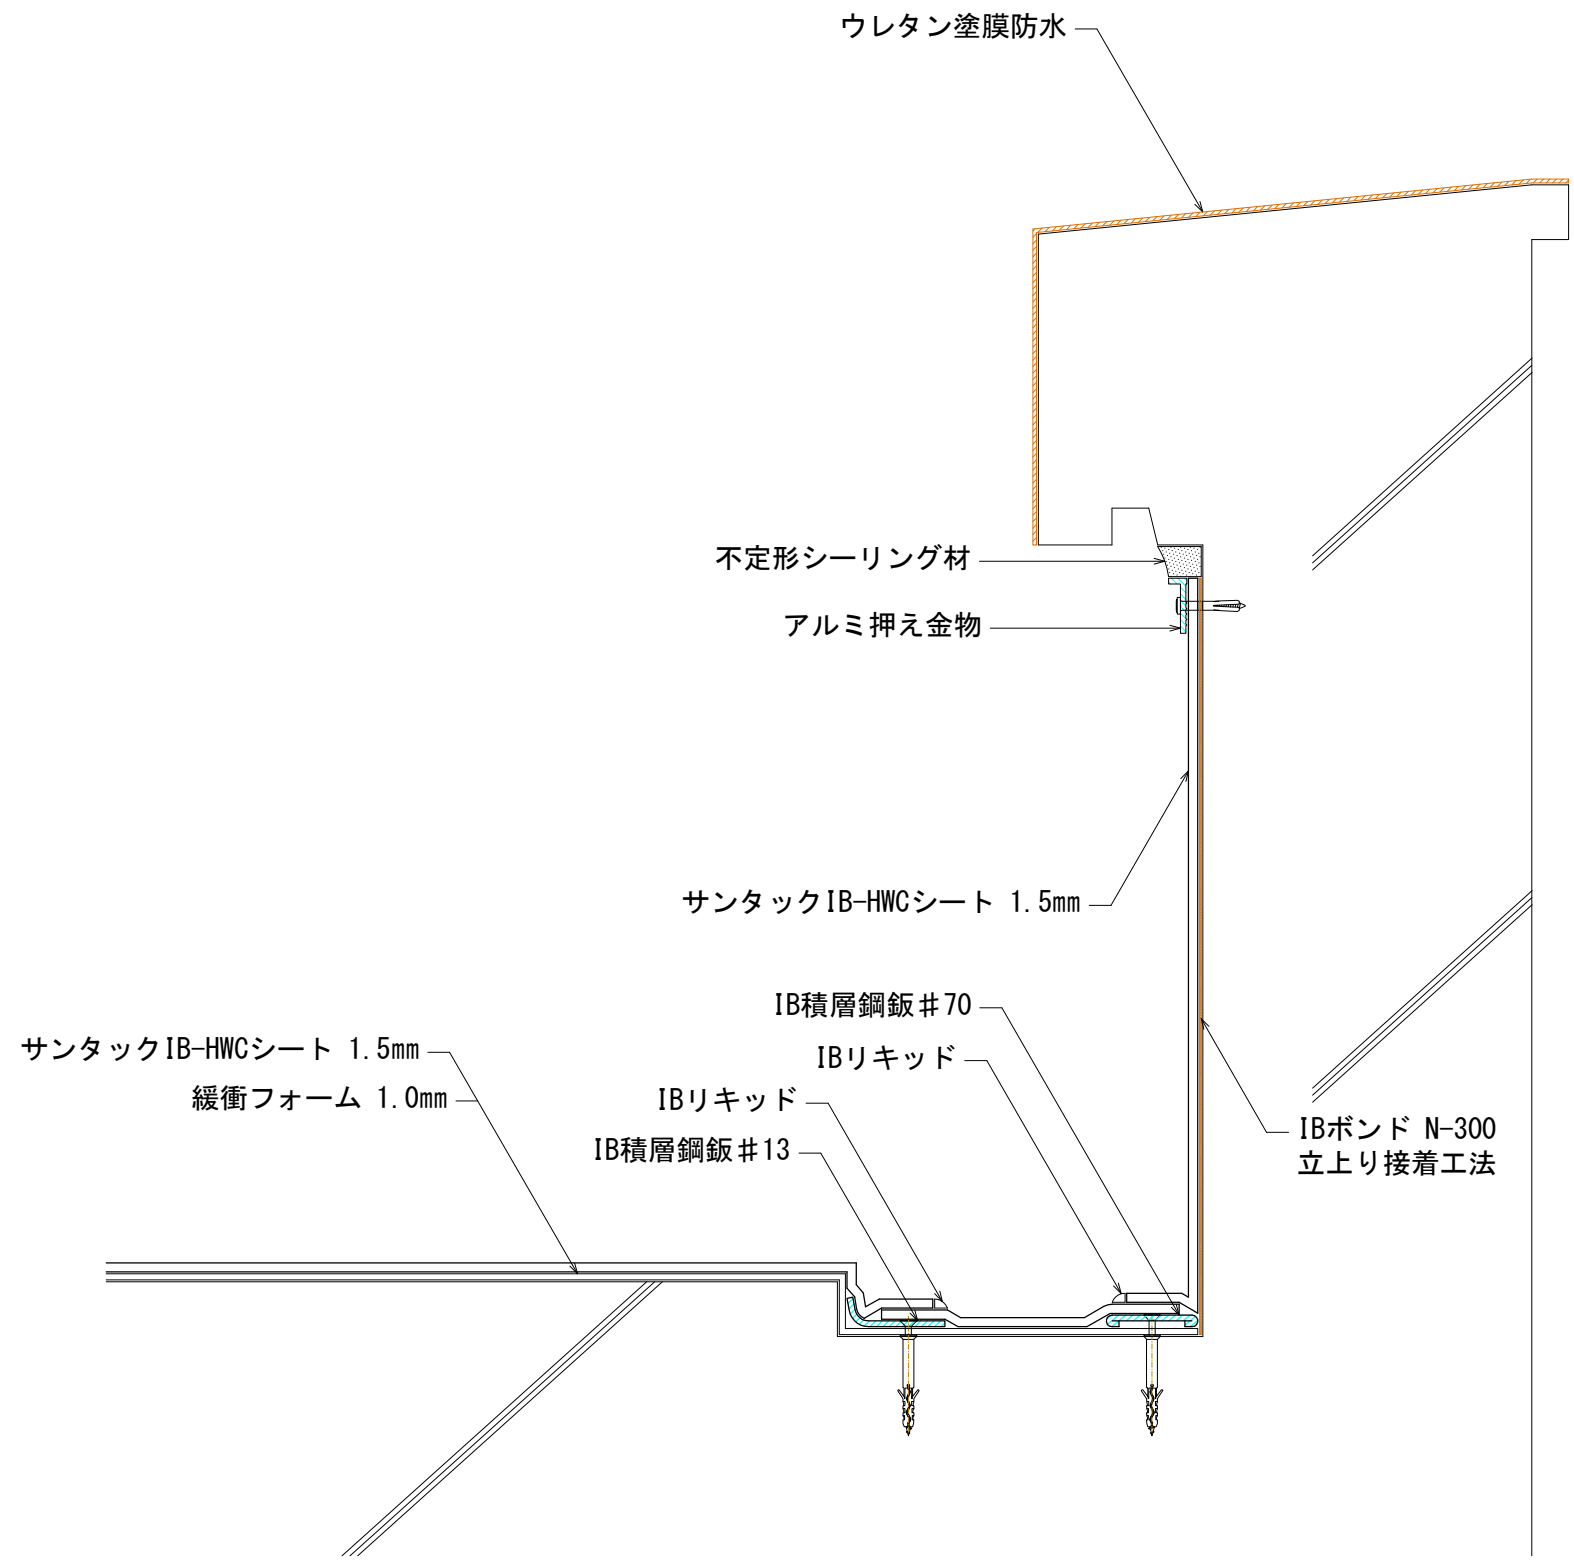 ウレタン塗膜防水
不定形シーリング材
アルミ押え金物
サンタックIB-HWCシート 1.5mm
IB積層鋼鈑♯70
サンタックIB-HWCシート 1.5mm
IBリキッド
緩衝フォーム 1.0mm
IBリキッド
IB積層鋼鈑♯13
IBボンド N-300
立上り接着工法